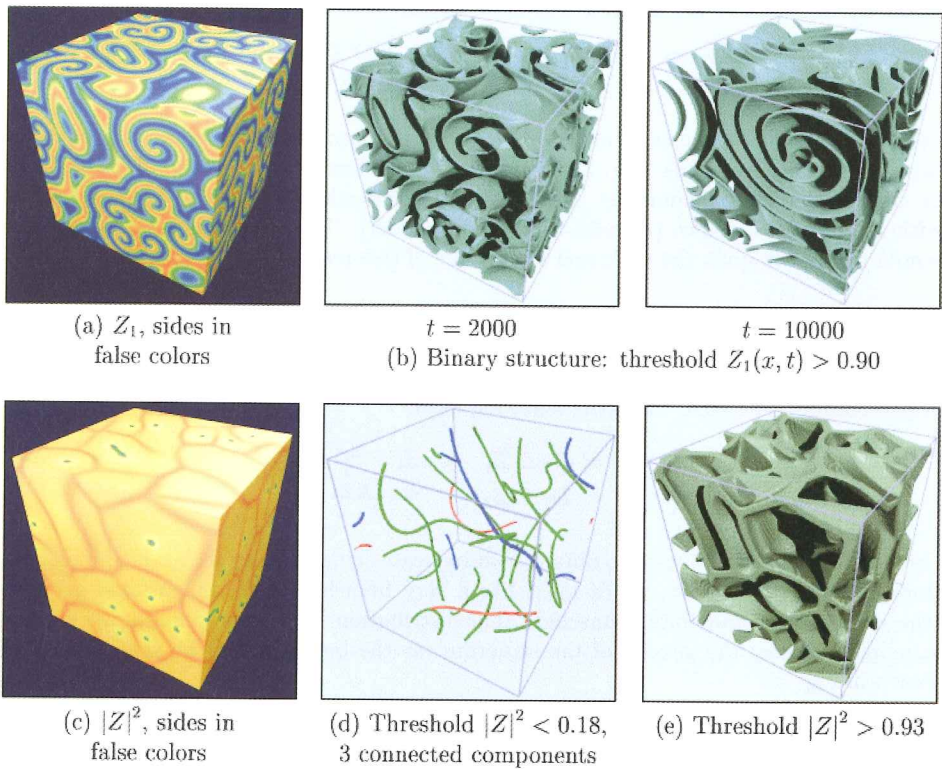 (a) Z₁, sides in
false colors
t = 2000
t = 10000
(b) Binary structure: threshold Z₁(x, t) > 0.90
(c) |Z|², sides in
false colors
(d) Threshold |Z|² < 0.18,
3 connected components
(e) Threshold |Z|² > 0.93